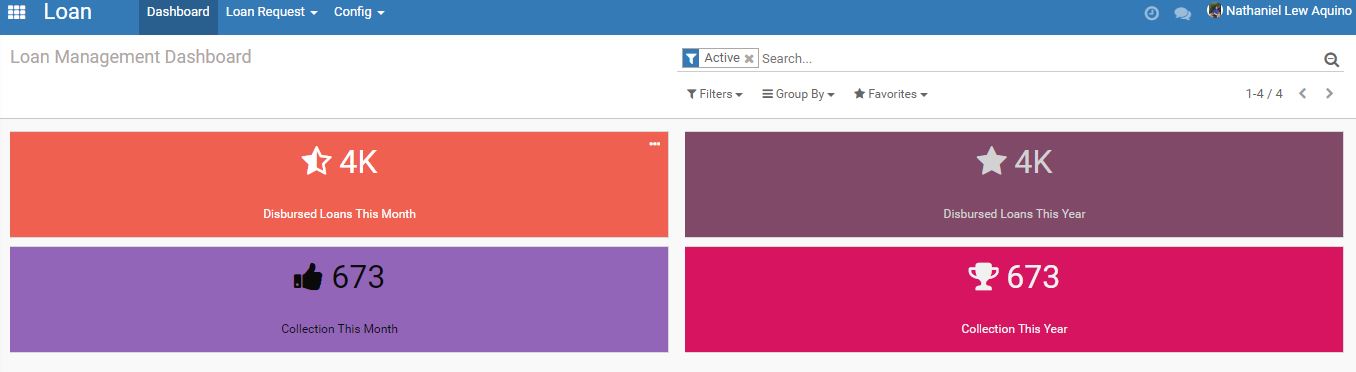 Loan Dashboard Loan Request Config Nathaniel Lew Aquino
Loan Management Dashboard
Active Search...
Filters Group By Favorites 1-4 / 4
4K
Disbursed Loans This Month
4K
Disbursed Loans This Year
673
Collection This Month
673
Collection This Year